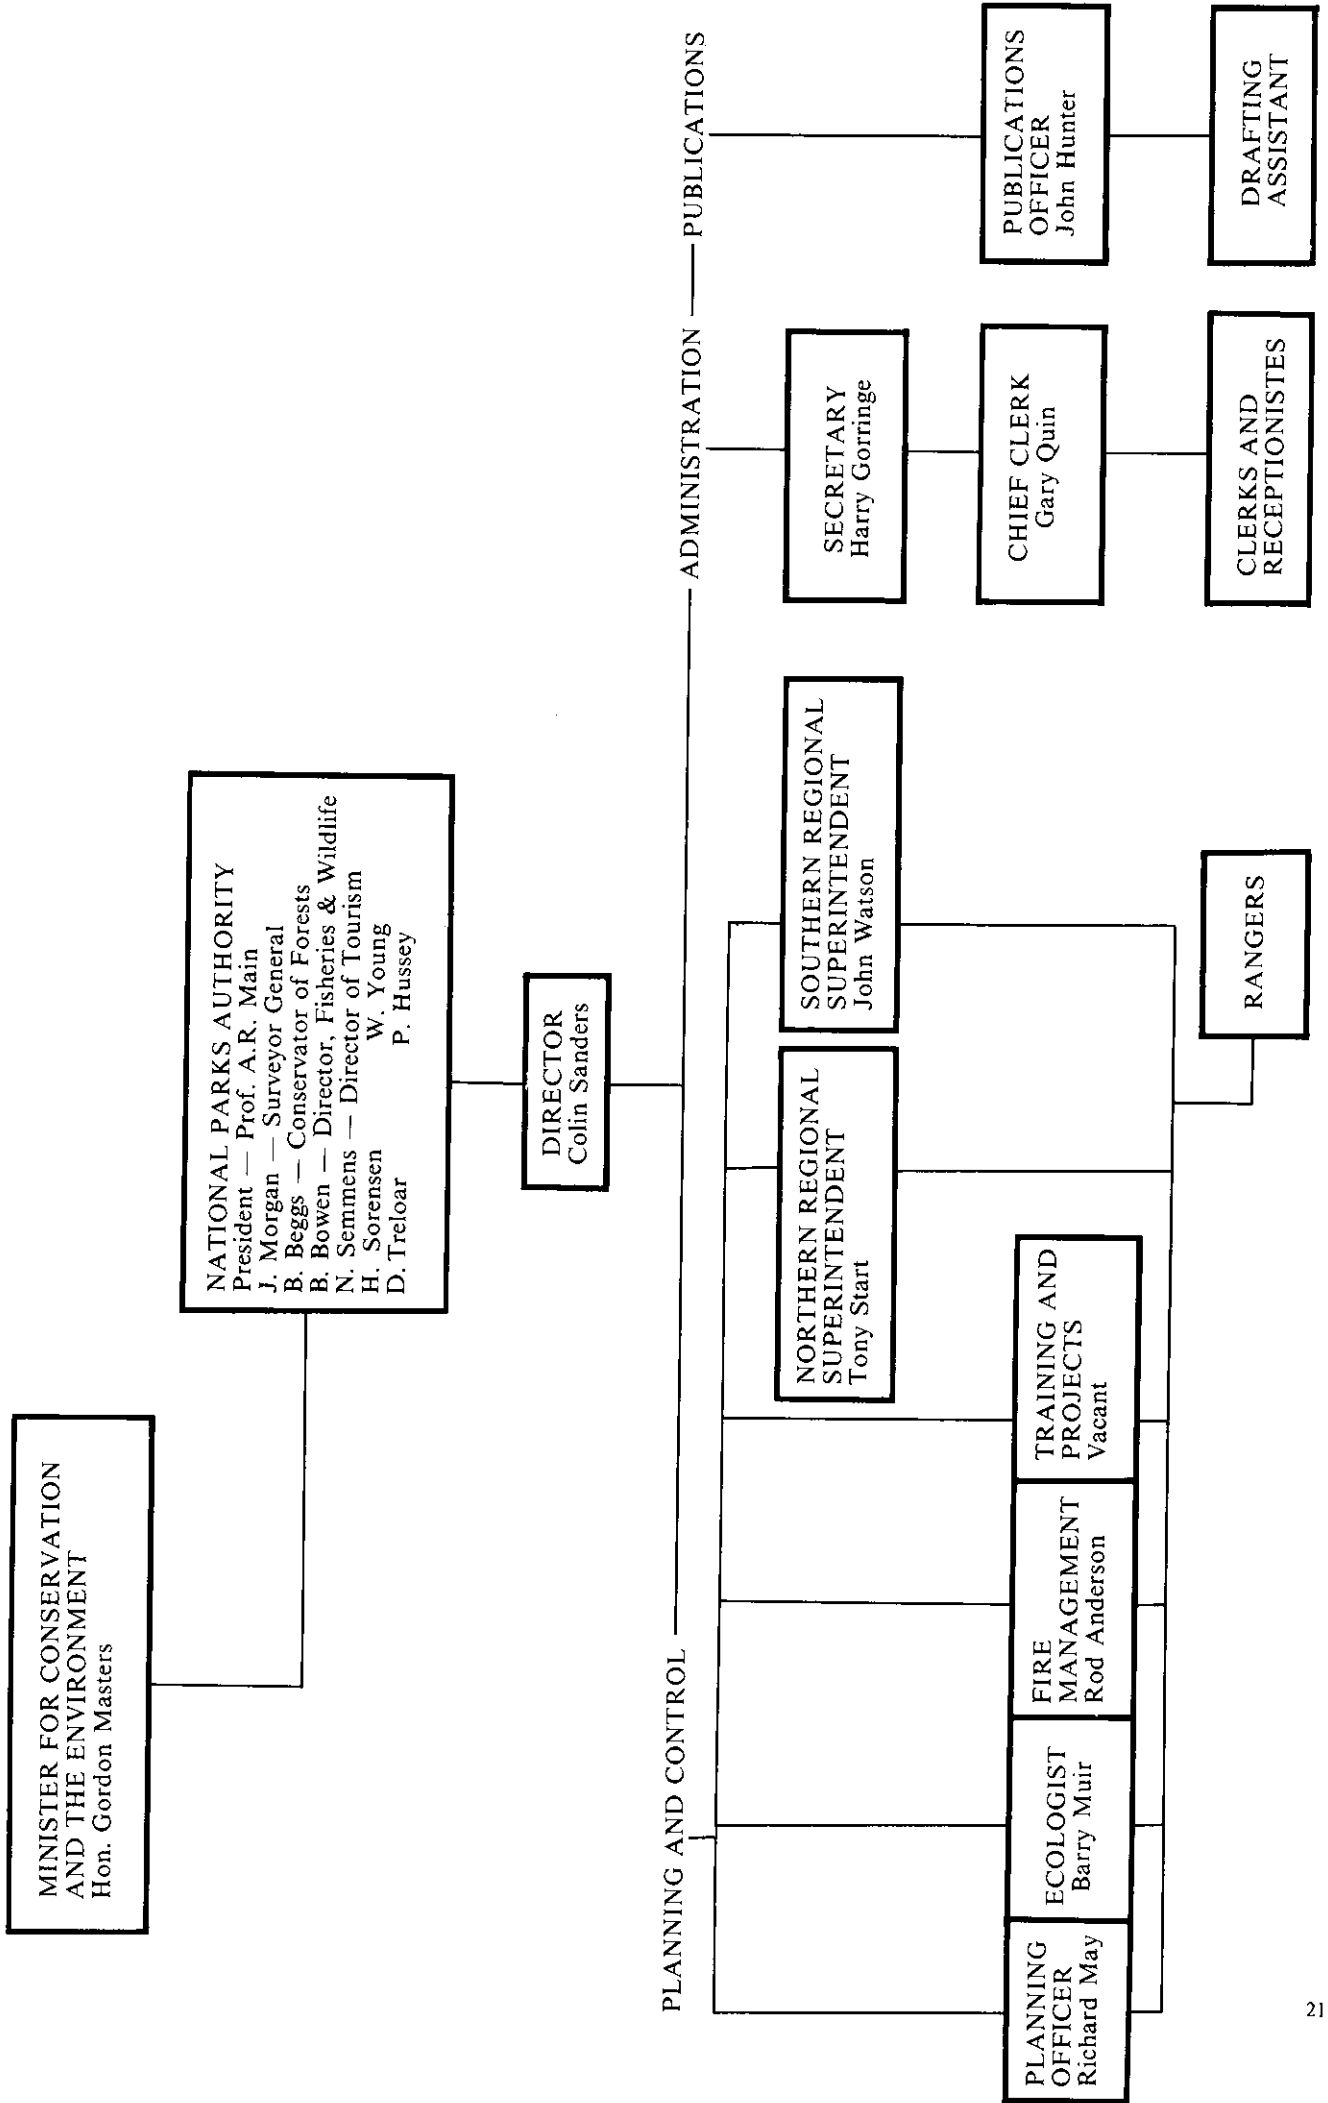 MINISTER FOR CONSERVATION
AND THE ENVIRONMENT
Hon. Gordon Masters
NATIONAL PARKS AUTHORITY
President — Prof. A.R. Main
J. Morgan — Surveyor General
B. Beggs — Conservator of Forests
B. Bowen — Director, Fisheries & Wildlife
N. Semmens — Director of Tourism
H. Sorensen W. Young
D. Treloar P. Hussey
DIRECTOR
Colin Sanders
PLANNING AND CONTROL — ADMINISTRATION — PUBLICATIONS
NORTHERN REGIONAL
SUPERINTENDENT
Tony Start
SOUTHERN REGIONAL
SUPERINTENDENT
John Watson
SECRETARY
Harry Gorringe
PLANNING
OFFICER
Richard May
ECOLOGIST
Barry Muir
FIRE
MANAGEMENT
Rod Anderson
TRAINING AND
PROJECTS
Vacant
CHIEF CLERK
Gary Quin
PUBLICATIONS
OFFICER
John Hunter
RANGERS
CLERKS AND
RECEPTIONISTES
DRAFTING
ASSISTANT
21